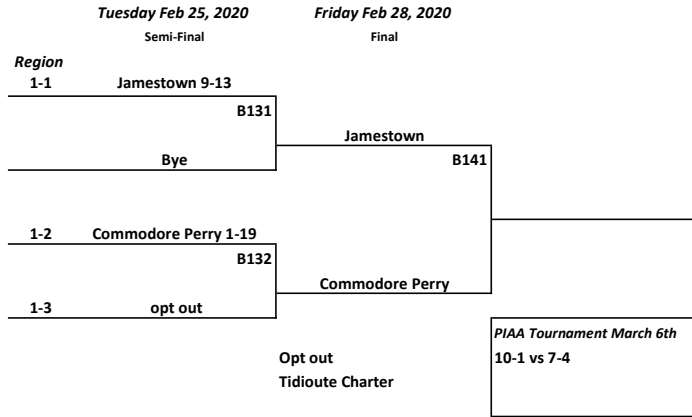 Tuesday Feb 25, 2020 Friday Feb 28, 2020
Semi-Final Final
Region
1-1 Jamestown 9-13
B131
Jamestown
Bye B141
1-2 Commodore Perry 1-19
B132
Commodore Perry
1-3 opt out
PIAA Tournament March 6th
Opt out 10-1 vs 7-4
Tidioute Charter